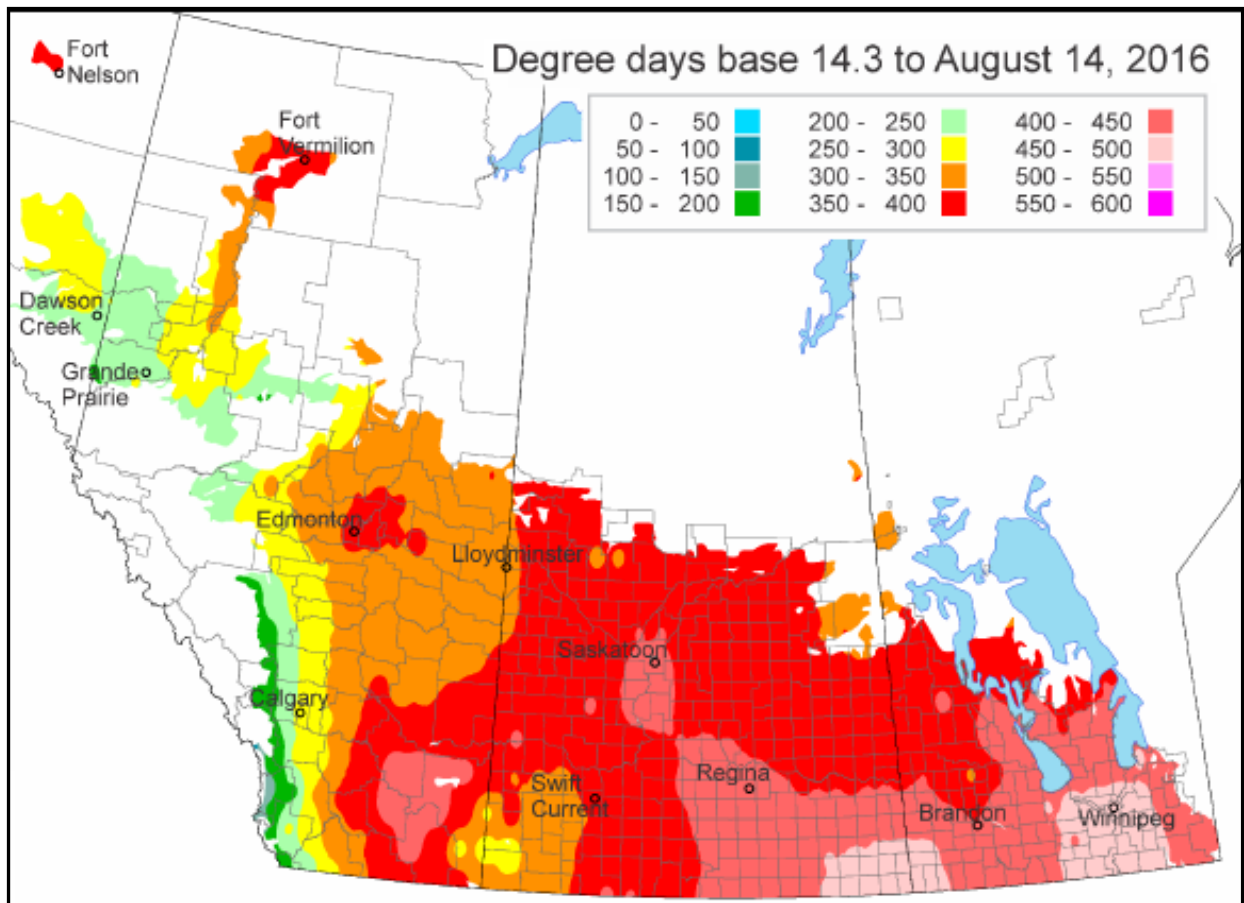 Degree days base 14.3 to August 14, 2016
0 - 50
50 - 100
100 - 150
150 - 200
200 - 250
250 - 300
300 - 350
350 - 400
400 - 450
450 - 500
500 - 550
550 - 600
Fort
Nelson
Fort
Vermilion
Dawson
Creek
Grande
Prairie
Edmonton
Lloydminster
Saskatoon
Calgary
Swift
Current
Regina
Brandon
Winnipeg